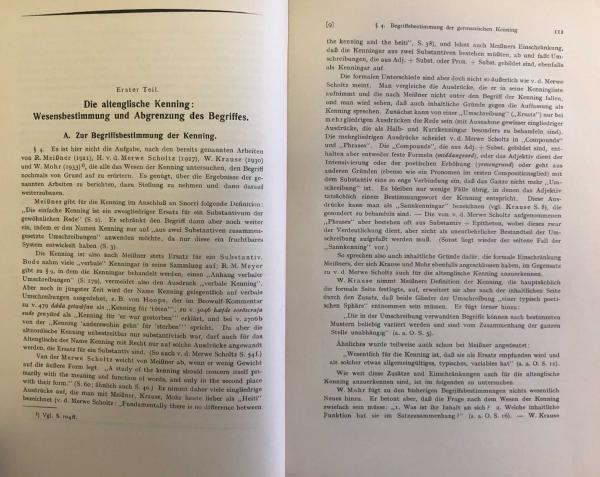 Erster Teil.
Die altenglische Kenning:
Wesensbestimmung und Abgrenzung des Begriffes.
A. Zur Begriffsbestimmung der Kenning.
§ 4. Es ist hier nicht die Aufgabe, nach den bereits genannten Arbeiten
von R. Meißner (1921), H. v. d. Merwe Scholtz (1927), W. Krause (1930)
und W. Mohr (1933)¹), die alle das Wesen der Kenning untersuchen, den Begriff
nochmals von Grund auf zu erörtern. Es genügt, über die Ergebnisse der ge-
nannten Arbeiten zu berichten, dazu Stellung zu nehmen und dann darauf
weiterzubauen.
Meißner gibt für die Kenning im Anschluß an Snorri folgende Definition:
„Die einfache Kenning ist ein zweigliedriger Ersatz für ein Substantivum der
gewöhnlichen Rede“ (S. 2). Er schränkt den Begriff dann aber noch weiter
ein, indem er den Namen Kenning nur auf „aus zwei Substantiven zusammen-
gesetzte Umschreibungen“ anwenden möchte, da nur diese ein fruchtbares
System entwickelt haben (S. 3).
Die Kenning ist also nach Meißner stets Ersatz für ein Substantiv.
Bode nahm viele „verbale“ Kenningar in seine Sammlung auf; R. M. Meyer
gibt zu § 9, in dem die Kenningar behandelt werden, einen „Anhang verbaler
Umschreibungen“ (S. 179), vermeidet also den Ausdruck „verbale Kenning“.
Aber noch in jüngster Zeit wird der Name Kenning gelegentlich auf verbale
Umschreibungen ausgedehnt, z. B. von Hoops, der im Beowulf-Kommentar
zu v. 479 dǣda getwǣfan als „Kenning für 'töten'“, zu v. 3046 hæfde eorðscrafa
ende genyttod als „Kenning für 'er war gestorben'“ erklärt, und bei v. 2706b
von der „Kenning 'anderswohin gehn' für 'sterben'“ spricht. Da aber die
altnordische Kenning unbestreitbar nur substantivisch war, darf auch für das
Altenglische der Name Kenning mit Recht nur auf solche Ausdrücke angewandt
werden, die Ersatz für ein Substantiv sind. (So auch v. d. Merwe Scholtz S. 54f.)
Van der Merwe Scholtz weicht von Meißner ab, wenn er wenig Gewicht
auf die äußere Form legt. „A study of the kenning should concern itself pri-
marily with the meaning and function of words, and only in the second place
with their form.“ (S. 60; ähnlich auch S. 40.) Er nimmt daher viele eingliedrige
Ausdrücke auf, die man mit Meißner, Krause, Mohr heute lieber als „Heiti“
bezeichnet (v. d. Merwe Scholtz: „Fundamentally there is no difference between
¹) Vgl. S. 104ff.
[9]
§ 4. Begriffsbestimmung der germanischen Kenning
111
the kenning and the heiti“, S. 38), und lehnt auch Meißners Einschränkung,
daß die Kenningar aus zwei Substantiven bestehen müßten, ab und faßt Um-
schreibungen, die aus Adj. + Subst. oder Pron. + Subst. gebildet sind, ebenfalls
als Kenningar auf.
Die formalen Unterschiede sind aber doch nicht so äußerlich wie v. d. Merwe
Scholtz meint. Man vergleiche die Ausdrücke, die er in seine Kenningliste
aufnimmt und die nach Meißner nicht unter den Begriff der Kenning fallen,
und man wird sehen, daß auch inhaltliche Gründe gegen die Auffassung als
Kenning sprechen. Zunächst kann von einer „Umschreibung“ („Ersatz“) nur bei
mehrgliedrigen Ausdrücken die Rede sein (mit Ausnahme gewisser eingliedriger
Ausdrücke, die als Halb- und Kurzkenningar besonders zu behandeln sind).
Die mehrgliedrigen Ausdrücke scheidet v. d. Merwe Scholtz in „Compounds“
und „Phrases“. Die „Compounds“, die aus Adj. + Subst. gebildet sind, ent-
halten aber entweder feste Formeln (middangeard), oder das Adjektiv dient der
Intensivierung oder der poetischen Erhöhung (yrmengrund) oder geht aus
anderen Gründen (ebenso wie ein Pronomen im ersten Compositionsglied) mit
dem Substantiv eine so enge Verbindung ein, daß das Ganze nicht mehr „Um-
schreibung“ ist. Es bleiben nur wenige Fälle übrig, in denen das Adjektiv
tatsächlich einem Bestimmungswort der Kenning entspricht. Diese Aus-
drücke kann man als „Sannkenningar“ bezeichnen (vgl. Krause S. 8), die
gesondert zu behandeln sind. — Die von v. d. Merwe Scholtz aufgenommenen
„Phrases“ aber bestehen oft aus Substantiv + Epitheton, wobei dieses zwar
der Verdeutlichung dient, aber nicht als unentbehrlicher Bestandteil der Um-
schreibung aufgefaßt werden muß. (Sonst liegt wieder der seltene Fall der
„Sannkenning“ vor.)
So sprechen also auch inhaltliche Gründe dafür, die formale Einschränkung
Meißners, der sich Krause und Mohr ebenfalls angeschlossen haben, im Gegensatz
zu v. d. Merwe Scholtz auch für die altenglische Kenning anzuerkennen.
W. Krause nimmt Meißners Definition der Kenning, die hauptsächlich
die formale Seite festlegte, auf, erweitert sie aber nach der inhaltlichen Seite
durch den Zusatz, daß beide Glieder der Umschreibung „einer typisch poeti-
schen Sphäre“ entnommen sein müssen. Er fügt ferner hinzu:
„Die in der Umschreibung verwandten Begriffe können nach bestimmten
Mustern beliebig variiert werden und sind vom Zusammenhang der ganzen
Stelle unabhängig“ (a. a. O. S. 5).
Ähnliches wurde teilweise auch schon bei Meißner angedeutet:
„Wesentlich für die Kenning ist, daß sie als Ersatz empfunden wird und
als solcher etwas allgemeingültiges, typisches, variables hat“ (a. a. O. S. 12).
Wie weit diese Zusätze und Einschränkungen auch für die altenglische
Kenning anzuerkennen sind, ist im folgenden zu untersuchen.
W. Mohr fügt zu den bisherigen Begriffsbestimmungen nichts wesentlich
Neues hinzu. Er betont aber, daß die Frage nach dem Wesen der Kenning
zwiefach sein müsse: „1. Was ist ihr Inhalt an sich? 2. Welche inhaltliche
Funktion hat sie im Satzzusammenhang?“ (a. a. O. S. 16). — W. Krause